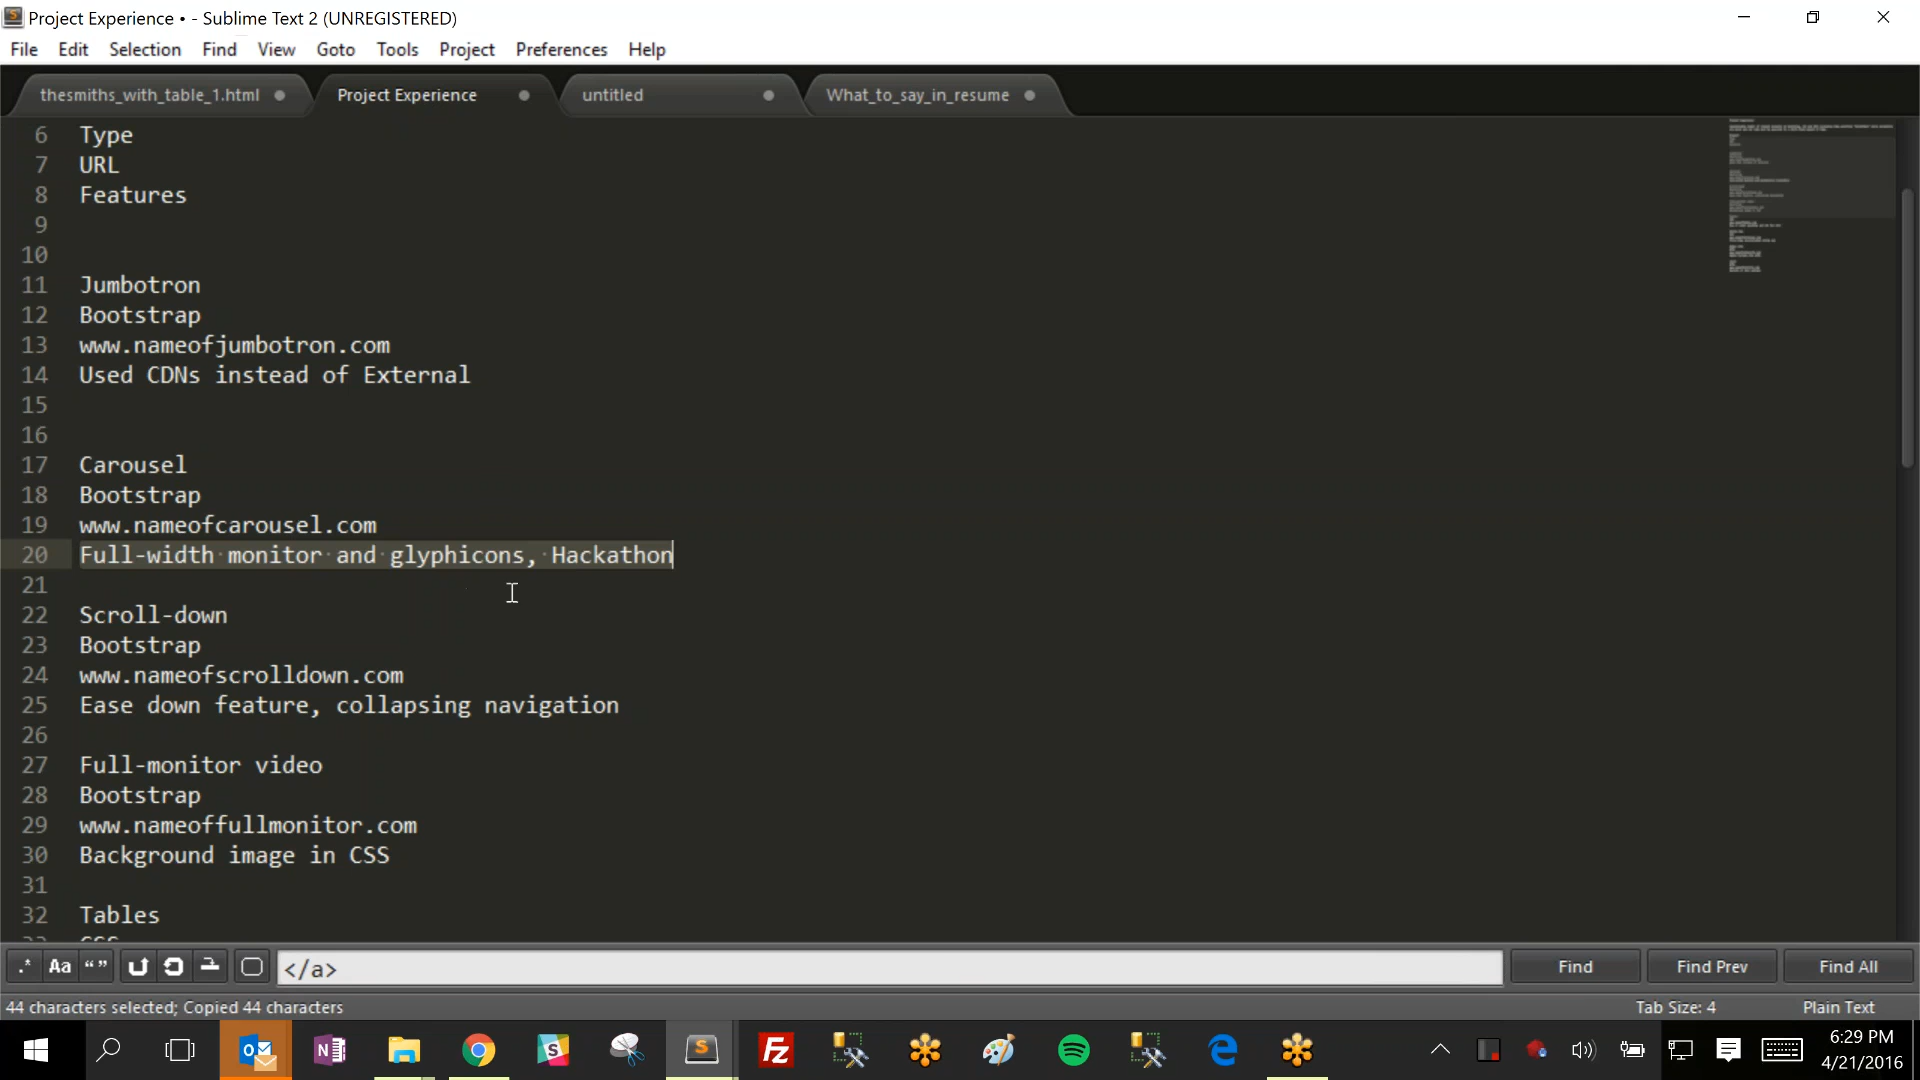 Project Experience • - Sublime Text 2 (UNREGISTERED)
File Edit Selection Find View Goto Tools Project Preferences Help
thesmiths_with_table_1.html Project Experience untitled What_to_say_in_resume
6 Type
7 URL
8 Features
9
10
11 Jumbotron
12 Bootstrap
13 www.nameofjumbotron.com
14 Used CDNs instead of External
15
16
17 Carousel
18 Bootstrap
19 www.nameofcarousel.com
20 Full-width monitor and glyphicons, Hackathon
21
22 Scroll-down
23 Bootstrap
24 www.nameofscrolldown.com
25 Ease down feature, collapsing navigation
26
27 Full-monitor video
28 Bootstrap
29 www.nameoffullmonitor.com
30 Background image in CSS
31
32 Tables
.* Aa “ ” </a> Find Find Prev Find All
44 characters selected; Copied 44 characters Tab Size: 4 Plain Text
6:29 PM
4/21/2016